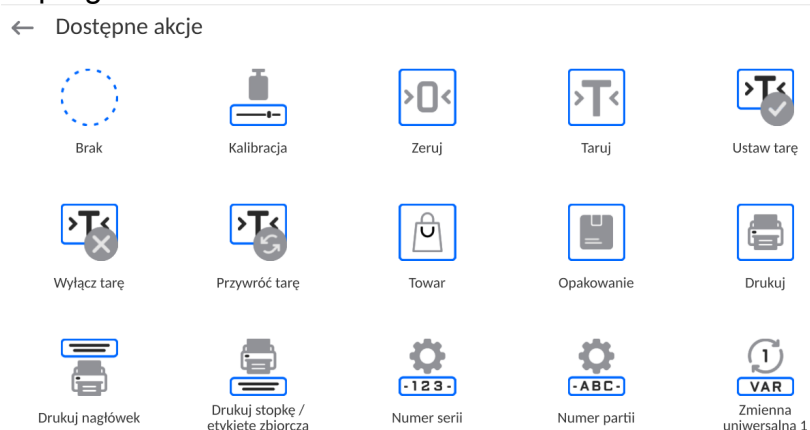 Dostępne akcje
>0< >T< >T<
Brak Kalibracja Zeruj Taruj Ustaw tarę
>T< >T<
Wyłącz tarę Przywróć tarę Towar Opakowanie Drukuj
-123- -ABC- 1 VAR
Drukuj nagłówek Drukuj stopkę / Numer serii Numer partii Zmienna
etykietę zbiorczą uniwersalna 1